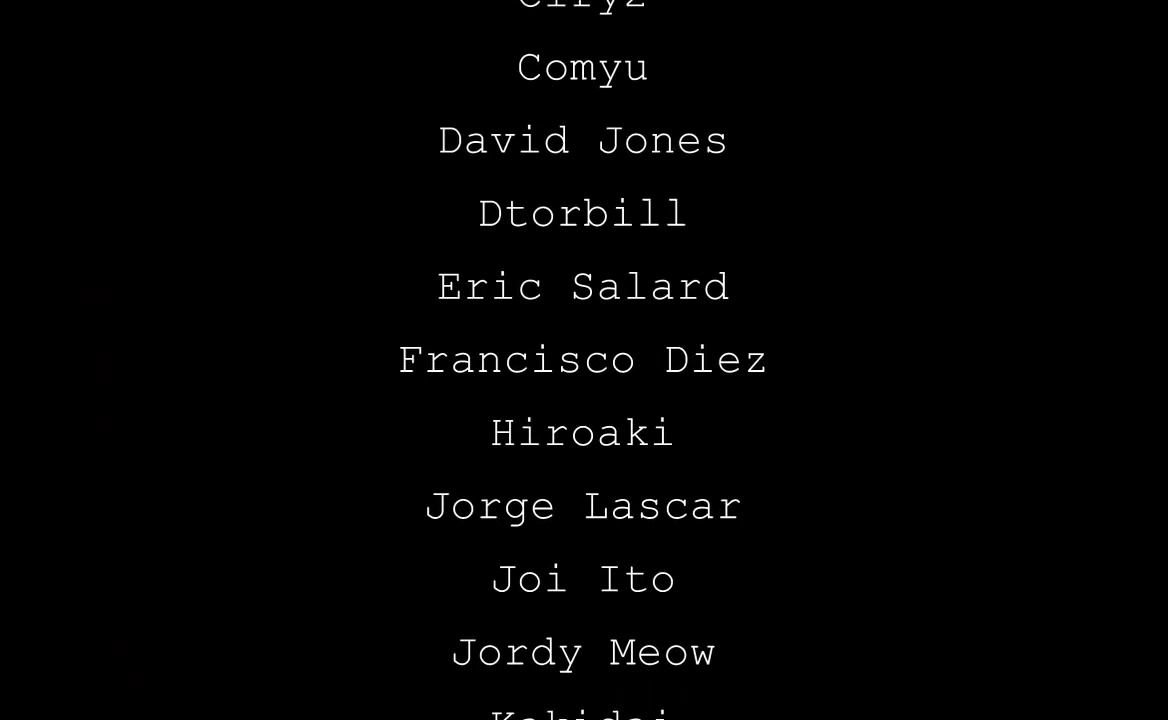 Comyu
David Jones
Dtorbill
Eric Salard
Francisco Diez
Hiroaki
Jorge Lascar
Joi Ito
Jordy Meow